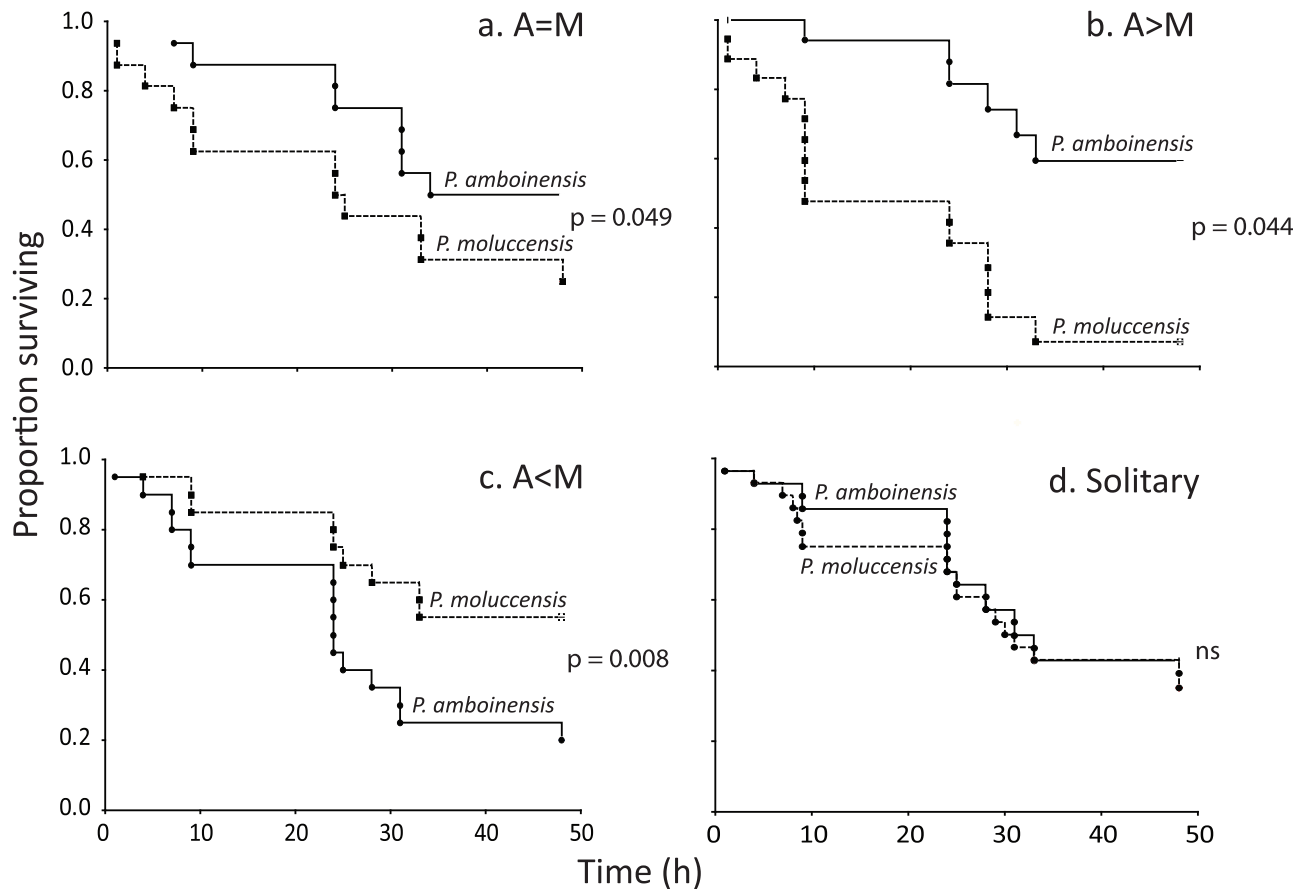 a. A=M
b. A>M
1.0
0.8
0.6
0.4
0.2
0.0
P. amboinensis
p = 0.049
P. moluccensis
P. amboinensis
p = 0.044
P. moluccensis
Proportion surviving
c. A<M
d. Solitary
1.0
0.8
0.6
0.4
0.2
0.0
P. moluccensis
p = 0.008
P. amboinensis
P. amboinensis
P. moluccensis
ns
0 10 20 30 40 50
0 10 20 30 40 50
Time (h)